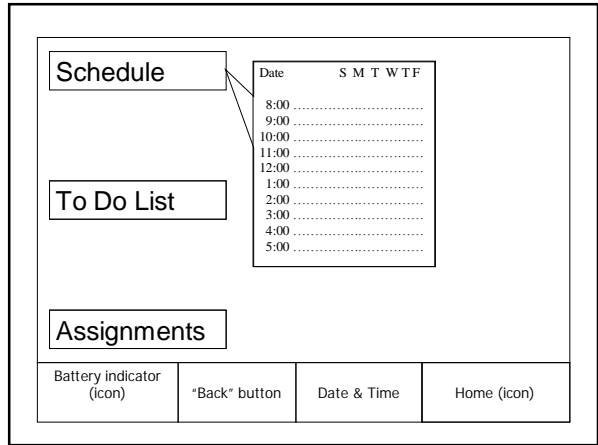 Schedule
Date S M T W T F
8:00 ..............................
9:00 ..............................
10:00 ..............................
11:00 ..............................
12:00 ..............................
1:00 ..............................
2:00 ..............................
3:00 ..............................
4:00 ..............................
5:00 ..............................
To Do List
Assignments
Battery indicator
(icon)
“Back” button
Date & Time
Home (icon)